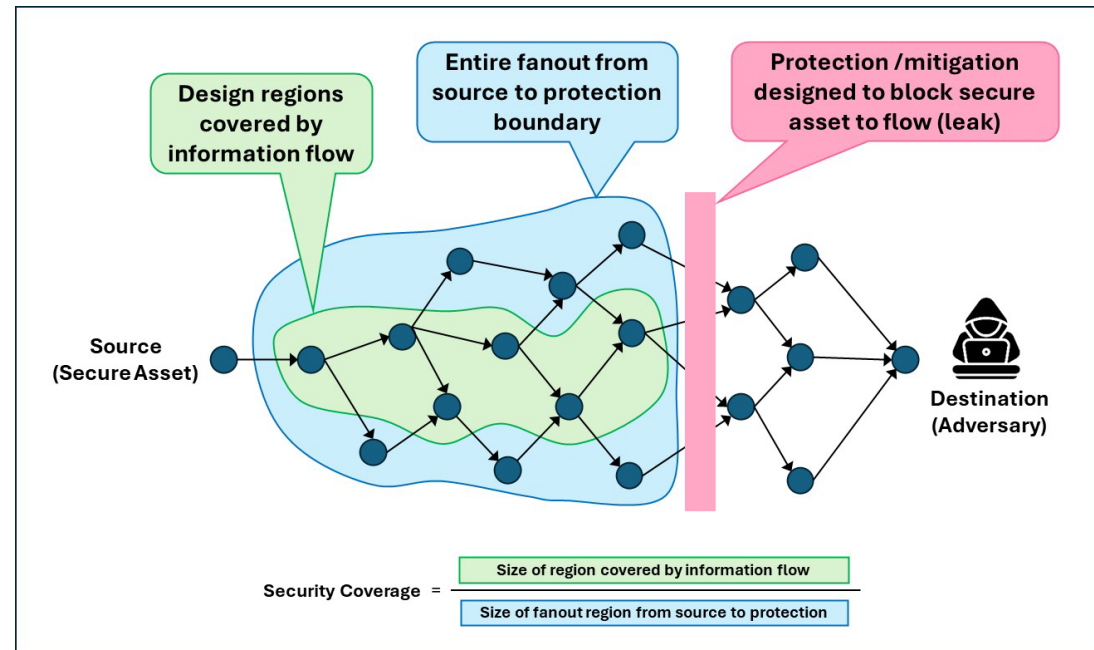 Design regions
covered by
information flow
Entire fanout from
source to protection
boundary
Protection /mitigation
designed to block secure
asset to flow (leak)
Source
(Secure Asset)
Destination
(Adversary)
Security Coverage =
Size of region covered by information flow
Size of fanout region from source to protection